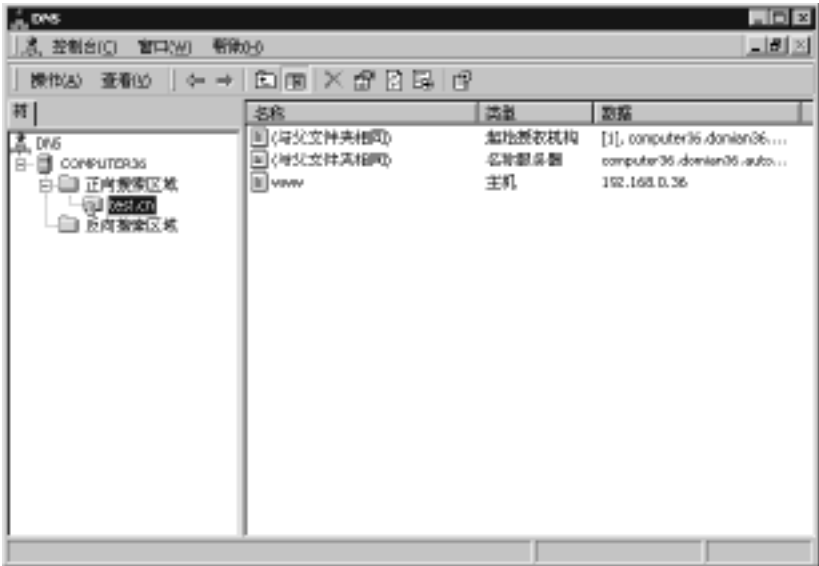 DNS
控制台(C) 窗口(W) 帮助(H)
操作(A) 查看(V)
树
名称 类型 数据
DNS
COMPUTER36
正向搜索区域
test.cn
反向搜索区域
(与父文件夹相同) 起始授权机构 [1], computer36.domian36....
(与父文件夹相同) 名称服务器 computer36.domian36.auto...
www 主机 192.168.0.36